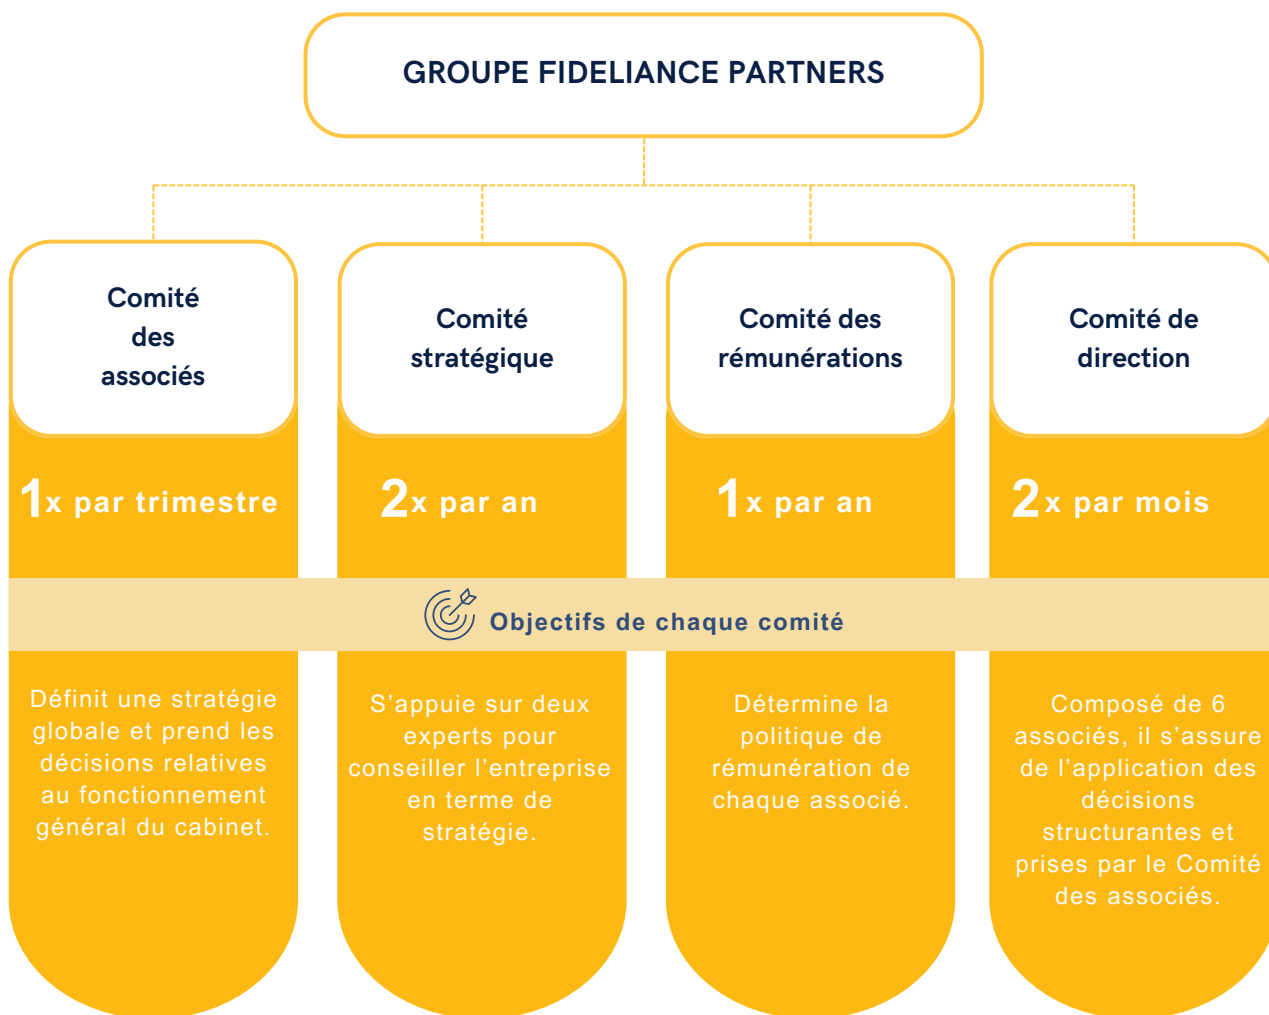 GROUPE FIDELIANCE PARTNERS
Comité
des
associés
Comité
stratégique
Comité des
rémunérations
Comité de
direction
1x par trimestre
2x par an
1x par an
2x par mois
Objectifs de chaque comité
Définit une stratégie
globale et prend les
décisions relatives
au fonctionnement
général du cabinet.
S’appuie sur deux
experts pour
conseiller l’entreprise
en terme de
stratégie.
Détermine la
politique de
rémunération de
chaque associé.
Composé de 6
associés, il s’assure
de l’application des
décisions
structurantes et
prises par le Comité
des associés.